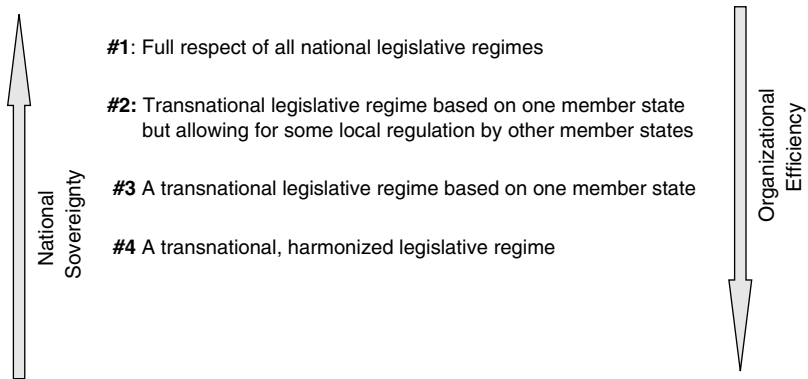 #1: Full respect of all national legislative regimes
#2: Transnational legislative regime based on one member state
but allowing for some local regulation by other member states
#3 A transnational legislative regime based on one member state
#4 A transnational, harmonized legislative regime
National
Sovereignty
Organizational
Efficiency